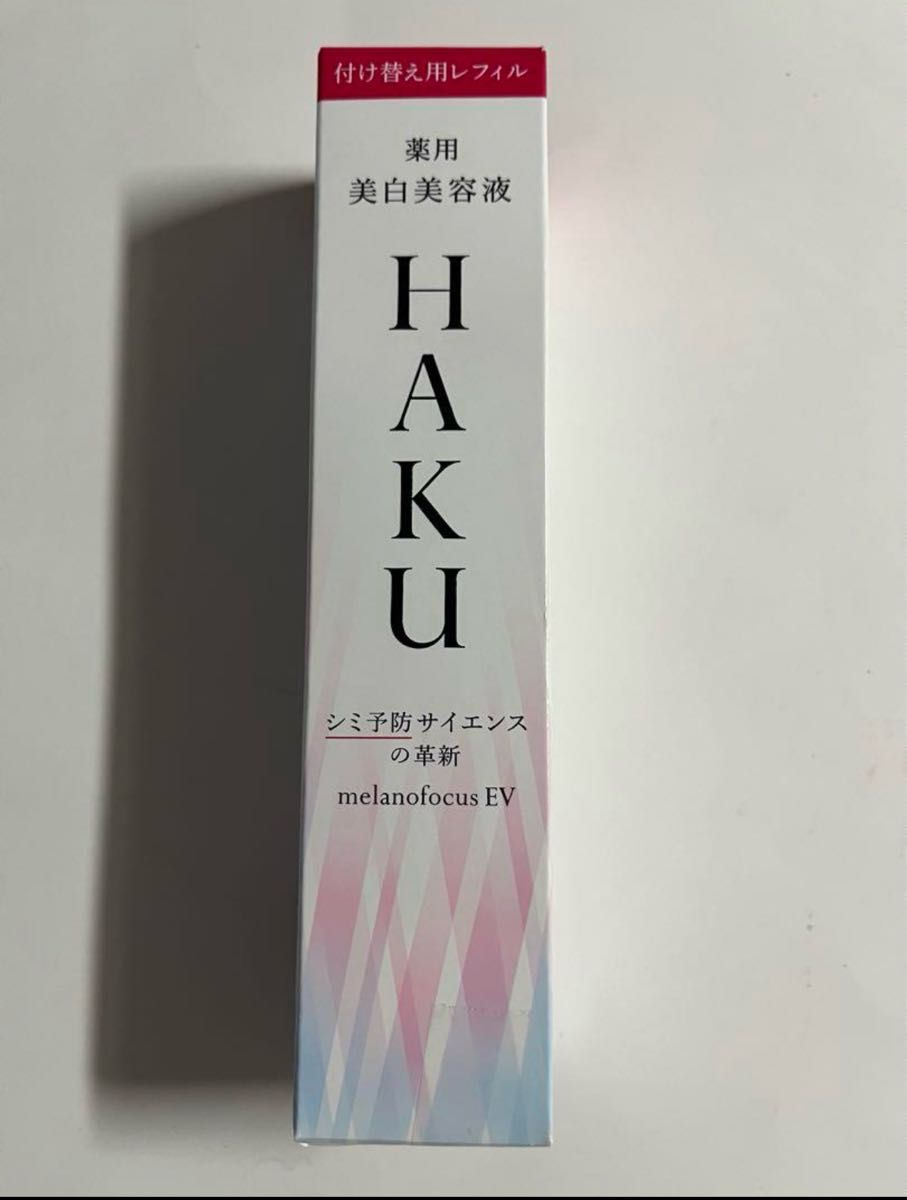 付け替え用レフィル
薬用
美白美容液
HAKU
シミ予防サイエンス
の革新
melanofocus EV